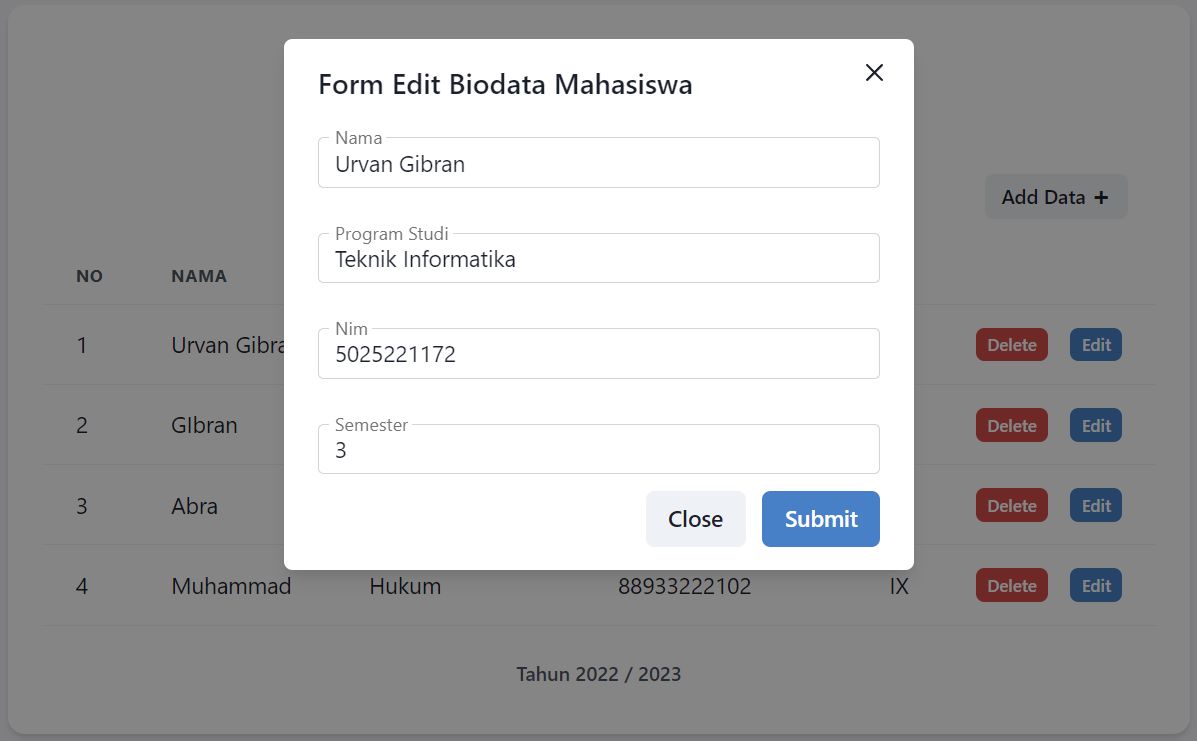 Form Edit Biodata Mahasiswa
Nama
Urvan Gibran
Program Studi
Teknik Informatika
Nim
5025221172
Semester
3
Close Submit
Add Data +
NO NAMA
1 Urvan Gibra Delete Edit
2 GIbran Delete Edit
3 Abra Delete Edit
4 Muhammad Hukum 88933222102 IX Delete Edit
Tahun 2022 / 2023